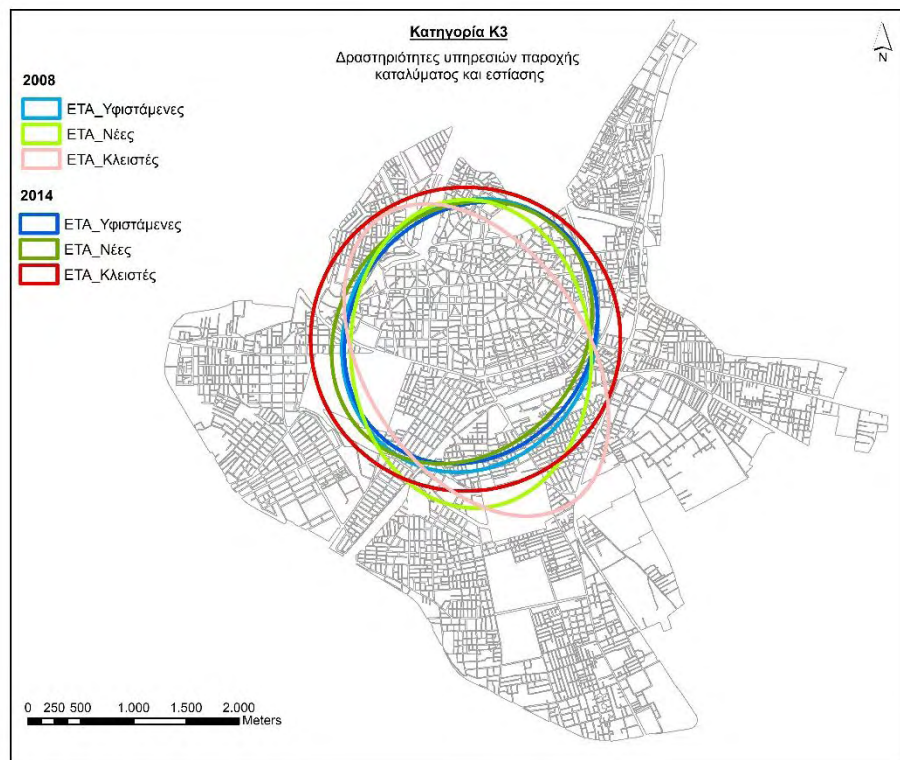 Κατηγορία Κ3
Δραστηριότητες υπηρεσιών παροχής
καταλύματος και εστίασης
N
2008
ΕΤΑ_Υφιστάμενες
ΕΤΑ_Νέες
ΕΤΑ_Κλειστές
2014
ΕΤΑ_Υφιστάμενες
ΕΤΑ_Νέες
ΕΤΑ_Κλειστές
0 250 500 1.000 1.500 2.000
Meters